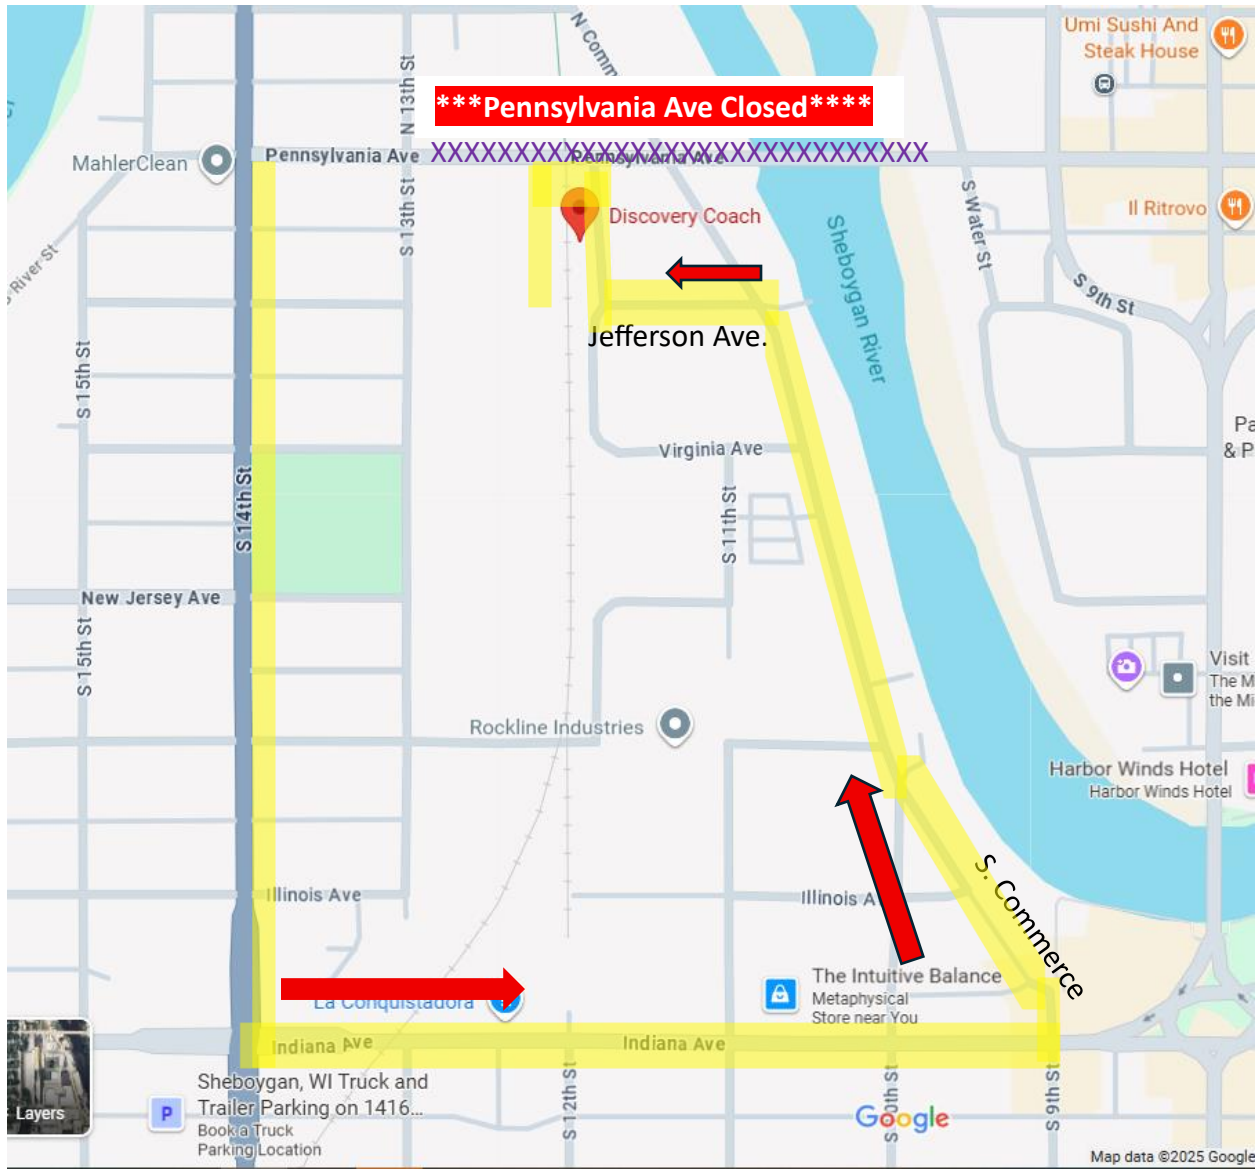 Umi Sushi And
Steak House
N Comm
N 13th St
***Pennsylvania Ave Closed****
Pennsylvania Ave
XXXXXXXXXXXXXXXXXXXXXXXXXXXXXX
Pennsylvania Ave
MahlerClean
S 13th St
Discovery Coach
Il Ritrovo
S Water St
S River St
Sheboygan River
S 9th St
Jefferson Ave.
S 15th St
Virginia Ave
S 14th St
S 11th St
New Jersey Ave
S 15th St
Visit
The M
the Mi
Rockline Industries
Harbor Winds Hotel
Harbor Winds Hotel
Illinois Ave
Illinois A
S. Commerce
The Intuitive Balance
Metaphysical
Store near You
La Conquistadora
Indiana Ave
Indiana Ave
Layers
Sheboygan, WI Truck and
Trailer Parking on 1416...
Book a Truck
Parking Location
P
S 12th St
Google
S 9th St
Map data ©2025 Google